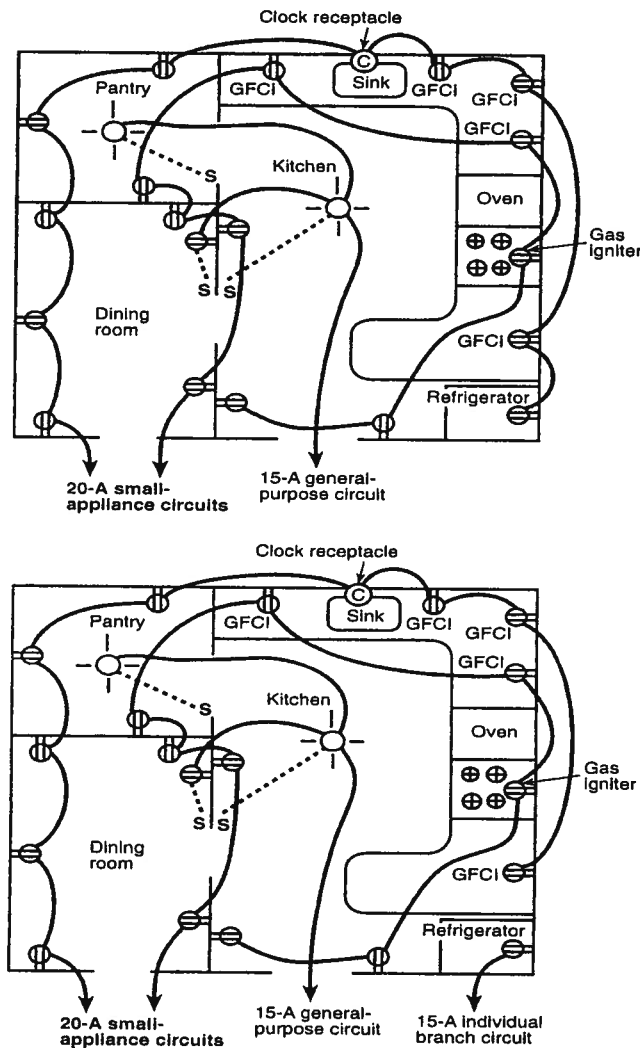 Clock receptacle
C
Sink
Pantry
GFCI
GFCI
GFCI
GFCI
S
Kitchen
Oven
Gas
igniter
S S
Dining
room
GFCI
Refrigerator
20-A small-
appliance circuits
15-A general-
purpose circuit
Clock receptacle
C
Sink
Pantry
GFCI
GFCI
GFCI
GFCI
S
Kitchen
Oven
Gas
igniter
S S
Dining
room
GFCI
Refrigerator
20-A small-
appliance circuits
15-A general-
purpose circuit
15-A individual
branch circuit